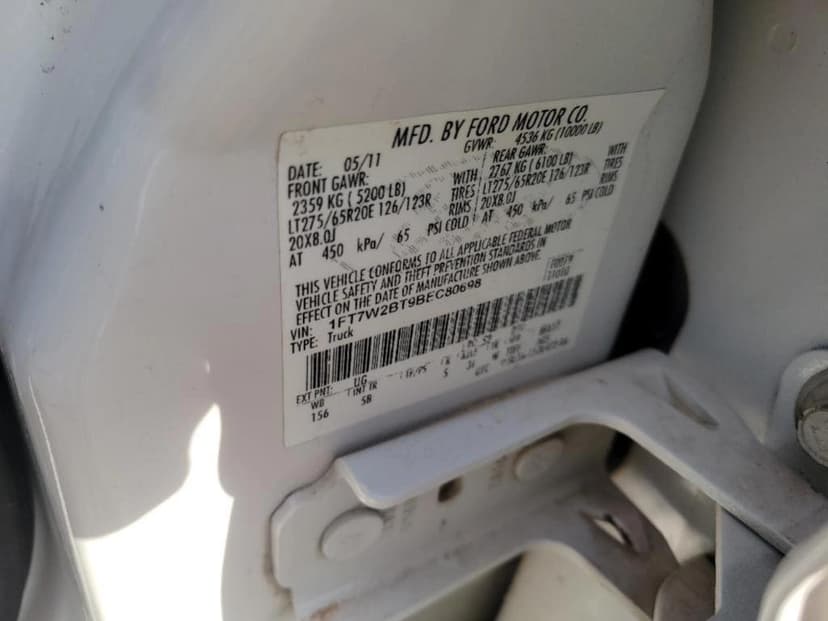 MFD. BY FORD MOTOR CO.
DATE: 05/11 GVWR: 4536 KG (10000 LB)
FRONT GAWR: REAR GAWR:
2359 KG ( 5200 LB) WITH 2767 KG ( 6100 LB) WITH
LT275/65R20E 126/123R TIRES LT275/65R20E 126/123R TIRES
20X8.0J RIMS 20X8.0J RIMS
AT 450 kPa/ 65 PSI COLD AT 450 kPa/ 65 PSI COLD
THIS VEHICLE CONFORMS TO ALL APPLICABLE FEDERAL MOTOR
VEHICLE SAFETY AND THEFT PREVENTION STANDARDS IN
EFFECT ON THE DATE OF MANUFACTURE SHOWN ABOVE.
VIN: 1FT7W2BT9BEC80698
TYPE: Truck
EXT PNT: UG
WB INT TR
156 5B